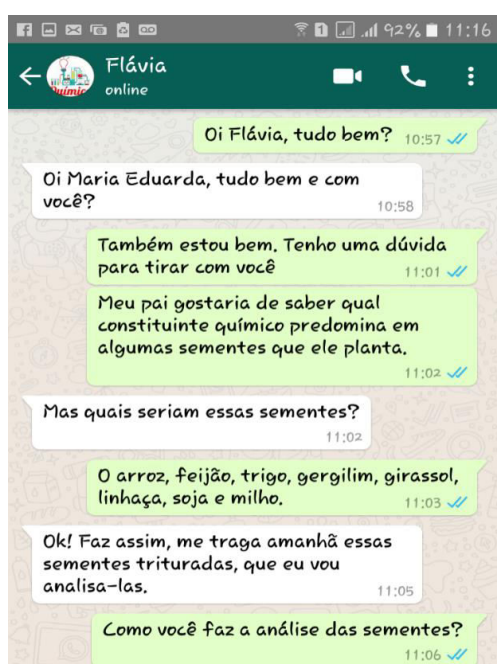 92% 11:16
Flávia
online
Químic
Oi Flávia, tudo bem? 10:57
Oi Maria Eduarda, tudo bem e com
você?
10:58
Também estou bem. Tenho uma dúvida
para tirar com você
11:01
Meu pai gostaria de saber qual
constituinte químico predomina em
algumas sementes que ele planta.
11:02
Mas quais seriam essas sementes?
11:02
O arroz, feijão, trigo, gergilim, girassol,
linhaça, soja e milho.
11:03
Ok! Faz assim, me traga amanhã essas
sementes trituradas, que eu vou
analisa-las.
11:05
Como você faz a análise das sementes?
11:06